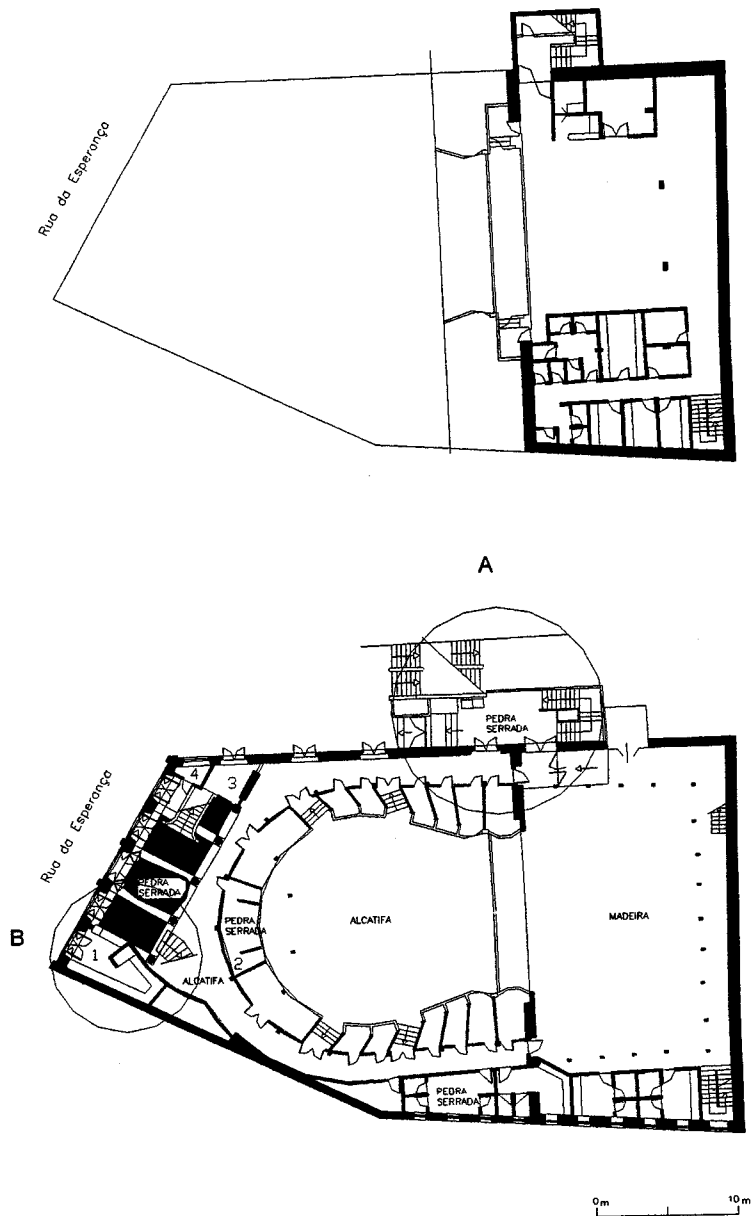 Rua da Esperança
A
PEDRA
SERRADA
4
3
Rua da Esperança
PEDRA
SERRADA
PEDRA
SERRADA
ALCATIFA
MADEIRA
B
1
2
ALCATIFA
PEDRA
SERRADA
0m
10m